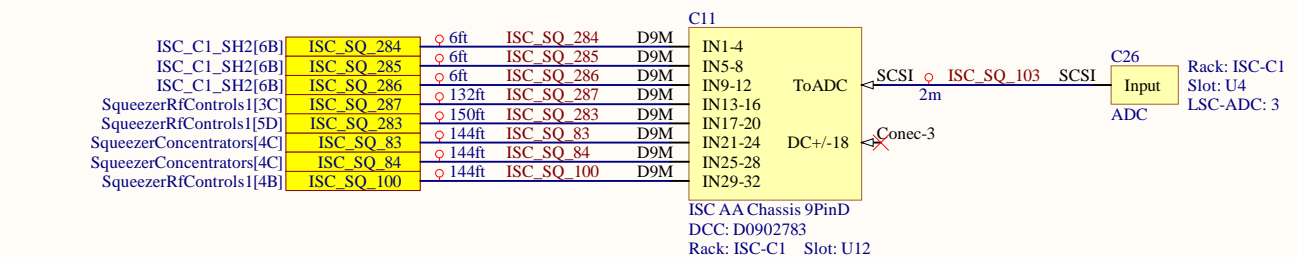 C11
ISC_C1_SH2[6B] ISC_SQ_284 6ft ISC_SQ_284 D9M IN1-4
ISC_C1_SH2[6B] ISC_SQ_285 6ft ISC_SQ_285 D9M IN5-8
ISC_C1_SH2[6B] ISC_SQ_286 6ft ISC_SQ_286 D9M IN9-12
SqueezerRfControls1[3C] ISC_SQ_287 132ft ISC_SQ_287 D9M IN13-16
SqueezerRfControls1[5D] ISC_SQ_283 150ft ISC_SQ_283 D9M IN17-20
SqueezerConcentrators[4C] ISC_SQ_83 144ft ISC_SQ_83 D9M IN21-24
SqueezerConcentrators[4C] ISC_SQ_84 144ft ISC_SQ_84 D9M IN25-28
SqueezerRfControls1[4B] ISC_SQ_100 144ft ISC_SQ_100 D9M IN29-32
ToADC SCSI ISC_SQ_103 SCSI
2m
DC+/-18 Conec-3
ISC AA Chassis 9PinD
DCC: D0902783
Rack: ISC-C1 Slot: U12
C26
Input
ADC
Rack: ISC-C1
Slot: U4
LSC-ADC: 3